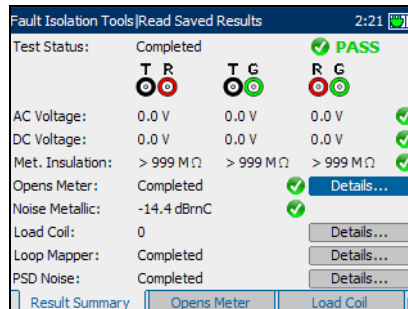 Fault Isolation Tools|Read Saved Results 2:21
Test Status: Completed PASS
T R T G R G
AC Voltage: 0.0 V 0.0 V 0.0 V
DC Voltage: 0.0 V 0.0 V 0.0 V
Met. Insulation: > 999 MΩ > 999 MΩ > 999 MΩ
Opens Meter: Completed Details...
Noise Metallic: -14.4 dBrnC
Load Coil: 0 Details...
Loop Mapper: Completed Details...
PSD Noise: Completed Details...
Result Summary Opens Meter Load Coil